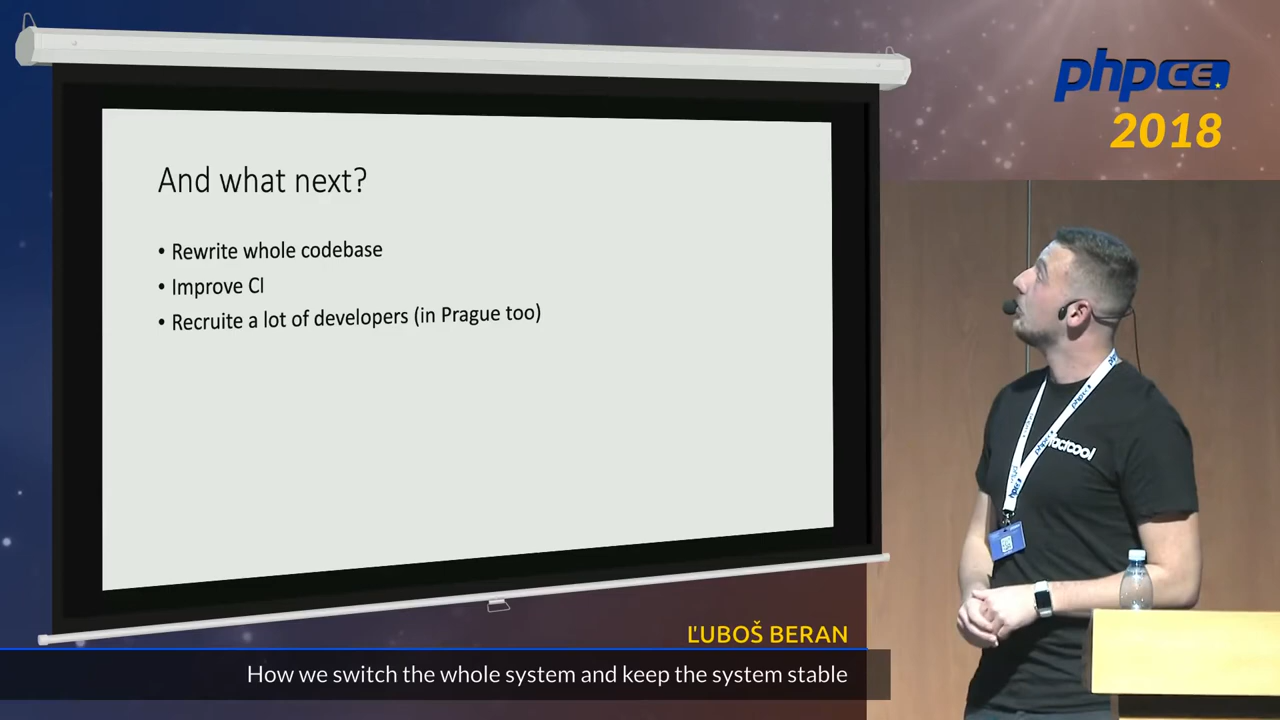 phpce.
2018
And what next?
• Rewrite whole codebase
• Improve CI
• Recruite a lot of developers (in Prague too)
factcool
ĽUBOŠ BERAN
How we switch the whole system and keep the system stable